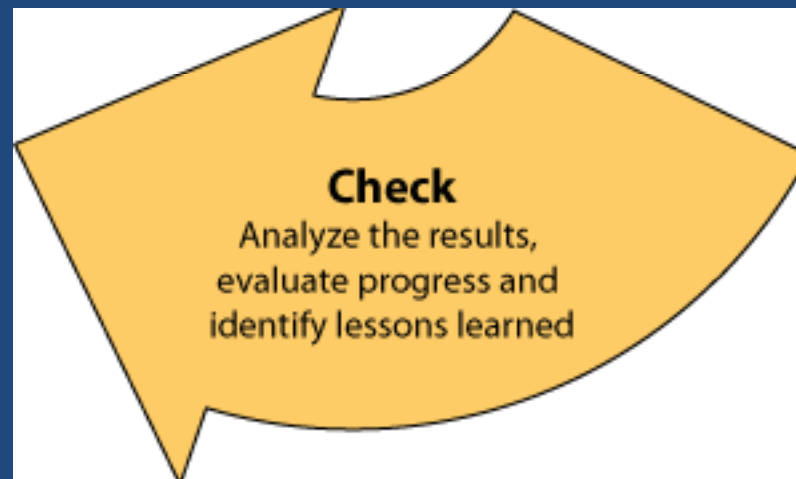 Check
Analyze the results,
evaluate progress and
identify lessons learned